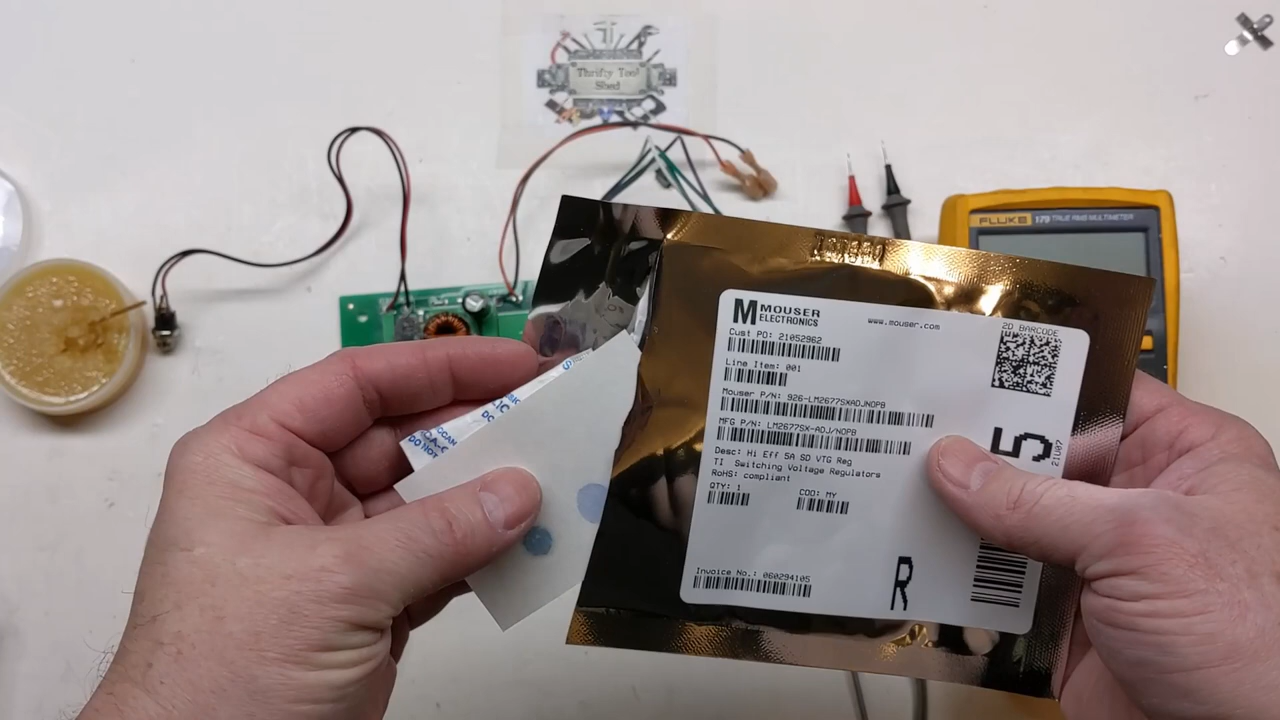 Thrifty Tool
Shed
FLUKE 179 TRUE RMS MULTIMETER
M MOUSER
ELECTRONICS
www.mouser.com
2D BARCODE
Cust PO: 21052962
Line Item: 001
Mouser P/N: 926-LM2677SXADJNOPB
MFG P/N: LM2677SX-ADJ/NOPB
Desc: Hi Eff 5A SD VTG Reg
TI Switching Voltage Regulators
RoHS: compliant
QTY: 1
COO: MY
Invoice No.: 060294105
R
5
21U07
DO NOT